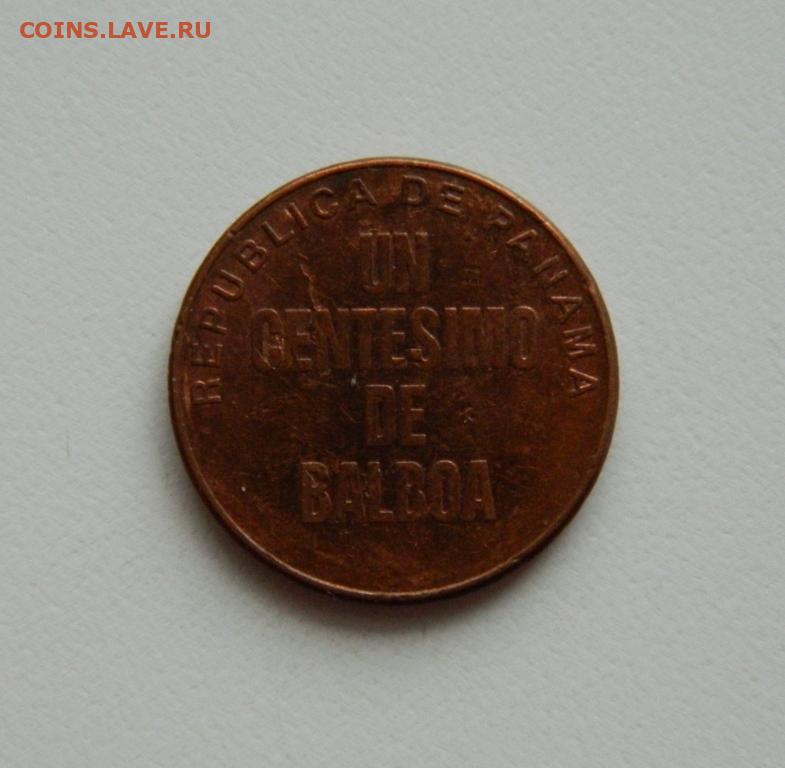 COINS.LAVE.RU
REPUBLICA DE PANAMA
UN
CENTESIMO
DE
BALBOA